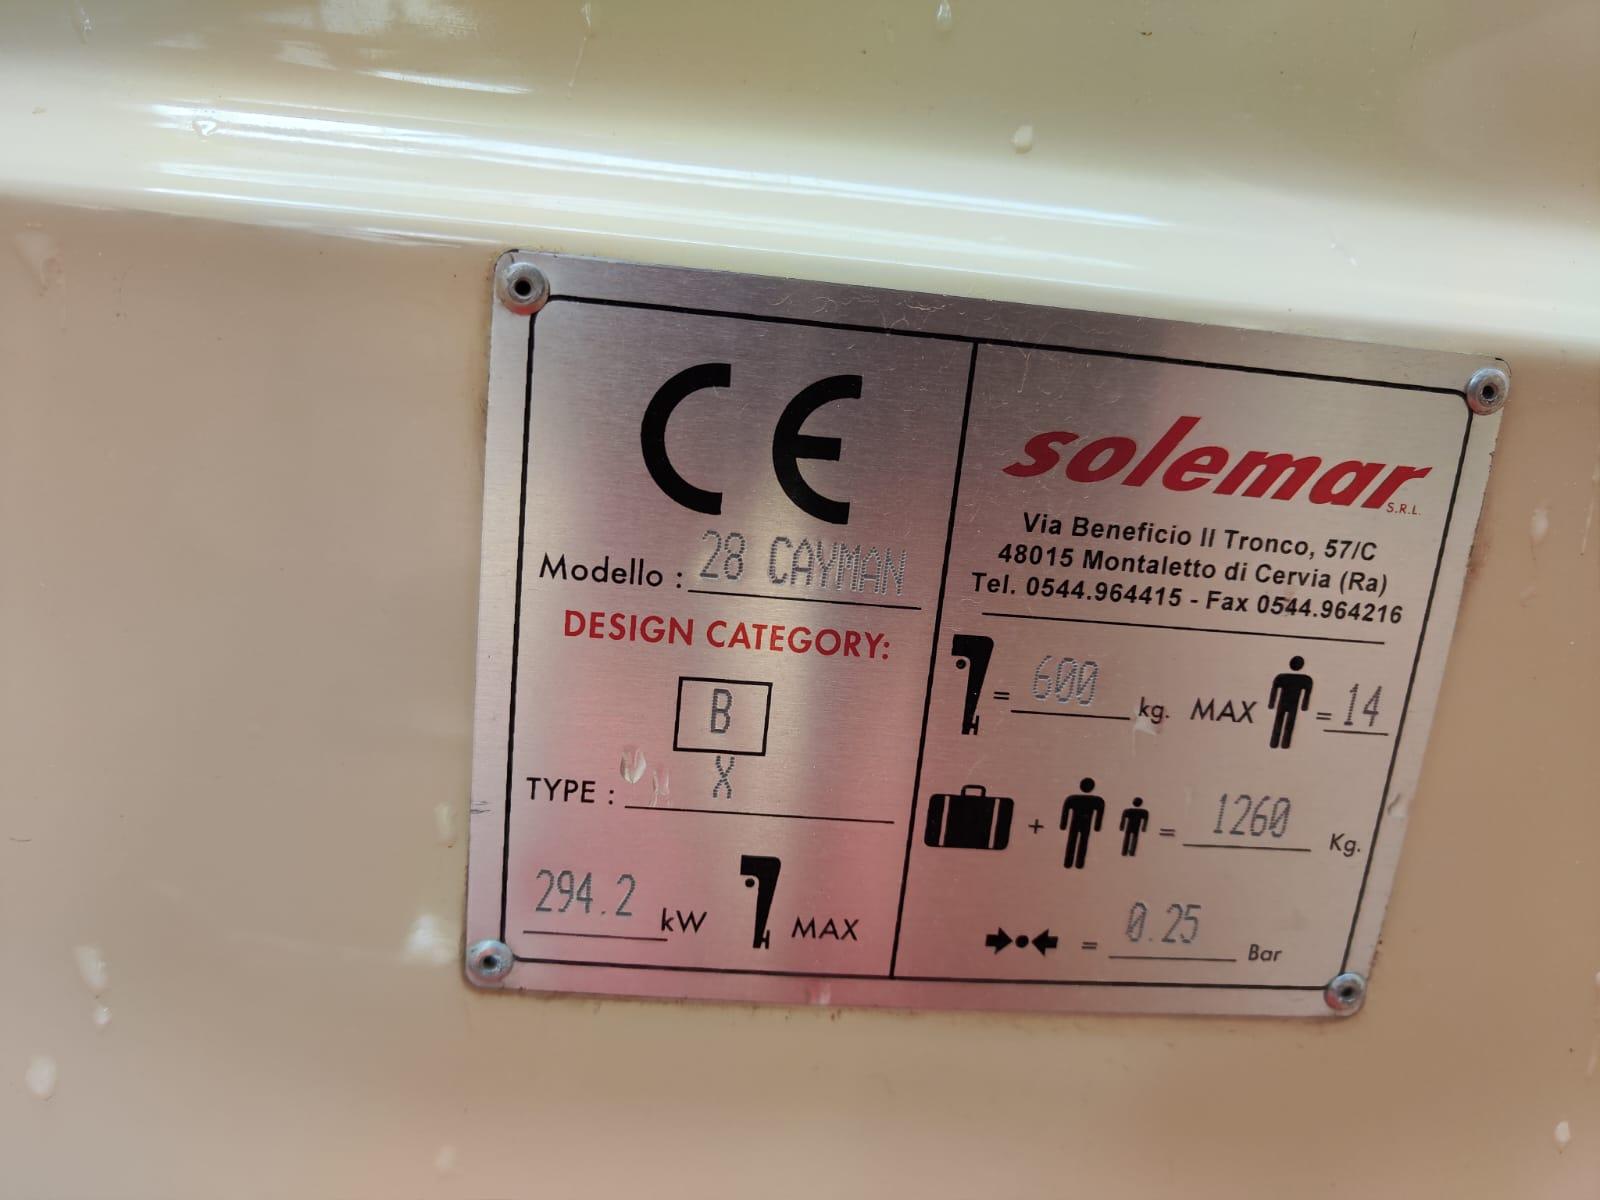 CE
Modello : 28 CAYMAN
DESIGN CATEGORY:
B
TYPE : X
294.2 kW MAX
solemar S.R.L.
Via Beneficio II Tronco, 57/C
48015 Montaletto di Cervia (Ra)
Tel. 0544.964415 - Fax 0544.964216
= 600 kg. MAX = 14
+ = 1260 Kg.
= 0.25 Bar